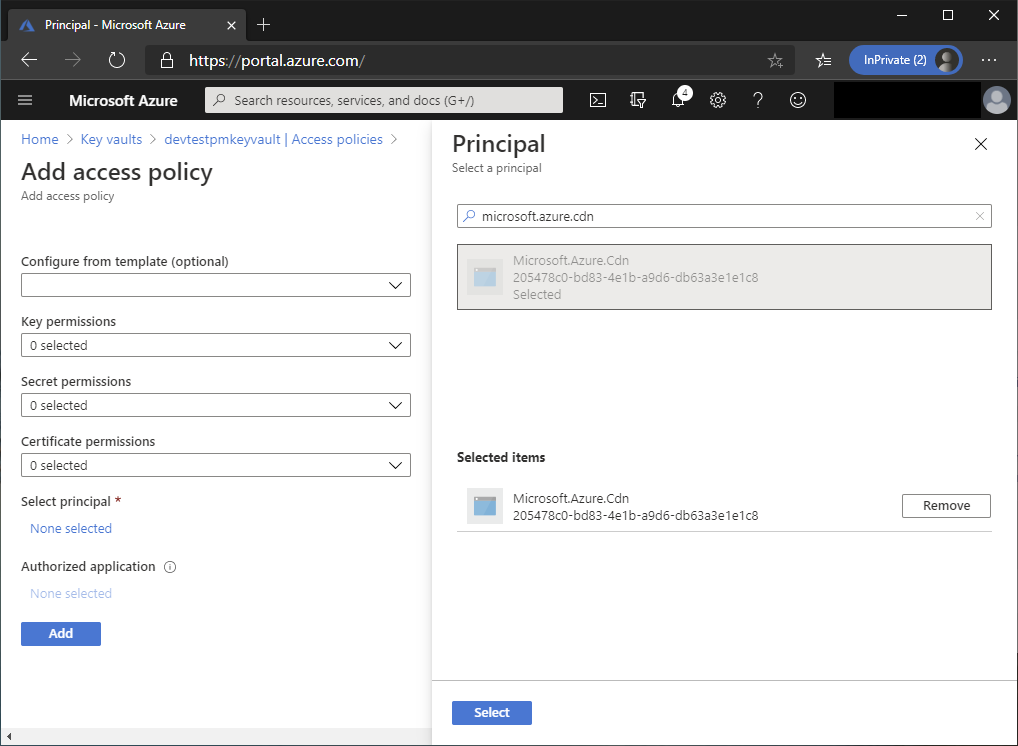 Principal - Microsoft Azure
https://portal.azure.com/
InPrivate (2)
Microsoft Azure
Search resources, services, and docs (G+/)
4
Home > Key vaults > devtestpmkeyvault | Access policies >
Add access policy
Add access policy
Configure from template (optional)
Key permissions
0 selected
Secret permissions
0 selected
Certificate permissions
0 selected
Select principal *
None selected
Authorized application
None selected
Add
Principal
Select a principal
microsoft.azure.cdn
Microsoft.Azure.Cdn
205478c0-bd83-4e1b-a9d6-db63a3e1e1c8
Selected
Selected items
Microsoft.Azure.Cdn
205478c0-bd83-4e1b-a9d6-db63a3e1e1c8
Remove
Select